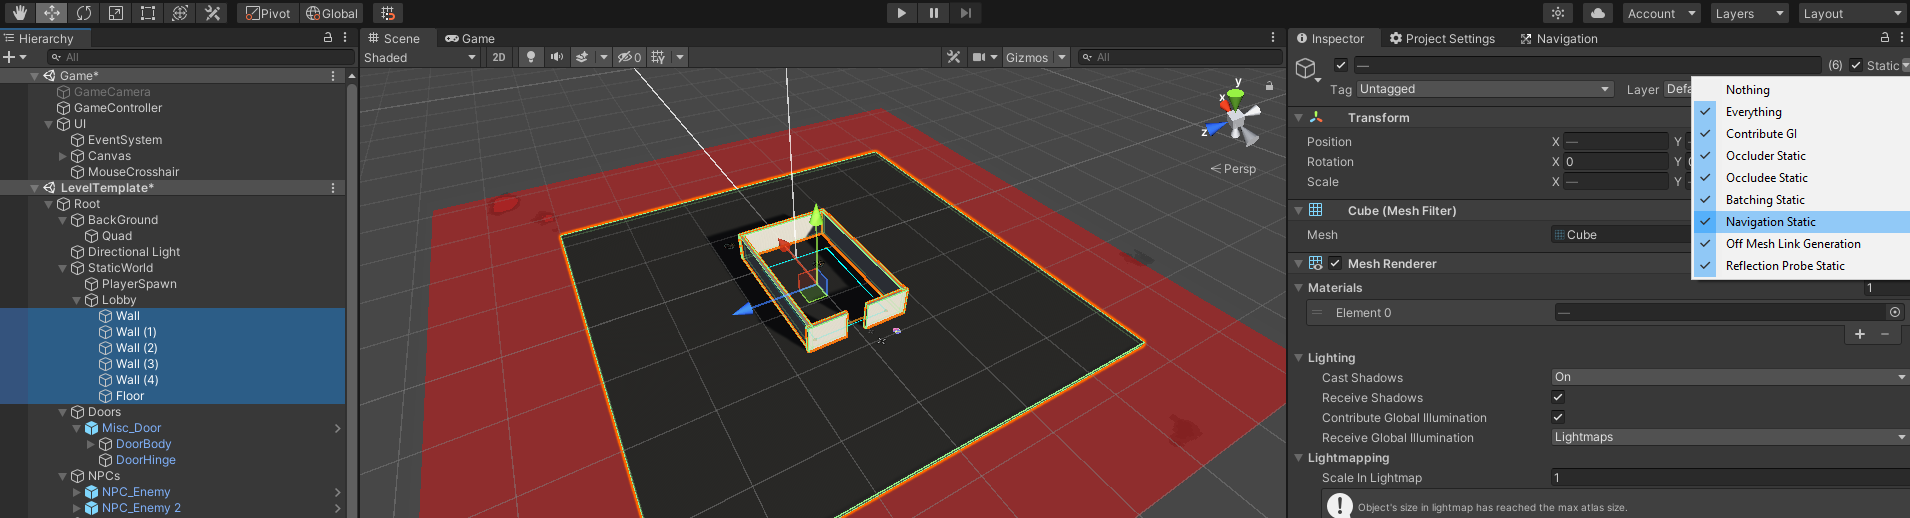 Pivot Global Account Layers Layout
Hierarchy Scene Game Inspector Project Settings Navigation
All Shaded 2D 0 Gizmos All
Game*
GameCamera
GameController
UI
EventSystem
Canvas
MouseCrosshair
LevelTemplate*
Root
BackGround
Quad
Directional Light
StaticWorld
PlayerSpawn
Lobby
Wall
Wall (1)
Wall (2)
Wall (3)
Wall (4)
Floor
Doors
Misc_Door
DoorBody
DoorHinge
NPCs
NPC_Enemy
NPC_Enemy 2
y
x
z
Persp
— (6) Static
Tag Untagged Layer Defa
Transform
Position X — Y
Rotation X 0 Y
Scale X — Y —
Cube (Mesh Filter)
Mesh Cube
Mesh Renderer
Materials 1
Element 0 —
Lighting
Cast Shadows On
Receive Shadows
Contribute Global Illumination
Receive Global Illumination Lightmaps
Lightmapping
Scale In Lightmap 1
Object's size in lightmap has reached the max atlas size.
Nothing
Everything
Contribute GI
Occluder Static
Occludee Static
Batching Static
Navigation Static
Off Mesh Link Generation
Reflection Probe Static